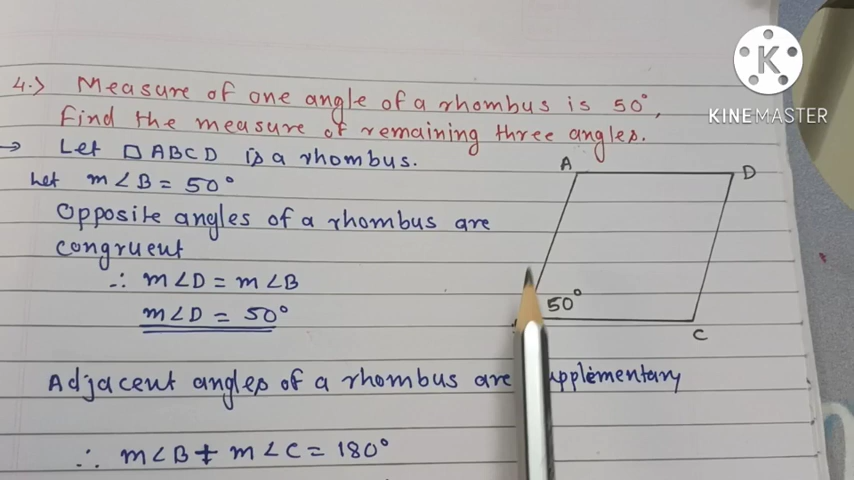 4.> Measure of one angle of a rhombus is 50°,
Find the measure of remaining three angles.
→ Let □ABCD is a rhombus.
Let m∠B = 50°
Opposite angles of a rhombus are
congruent
∴ m∠D = m∠B
m∠D = 50°
Adjacent angles of a rhombus are upplementary
∴ m∠B + m∠C = 180°
A
D
50°
C
K
KINEMASTER